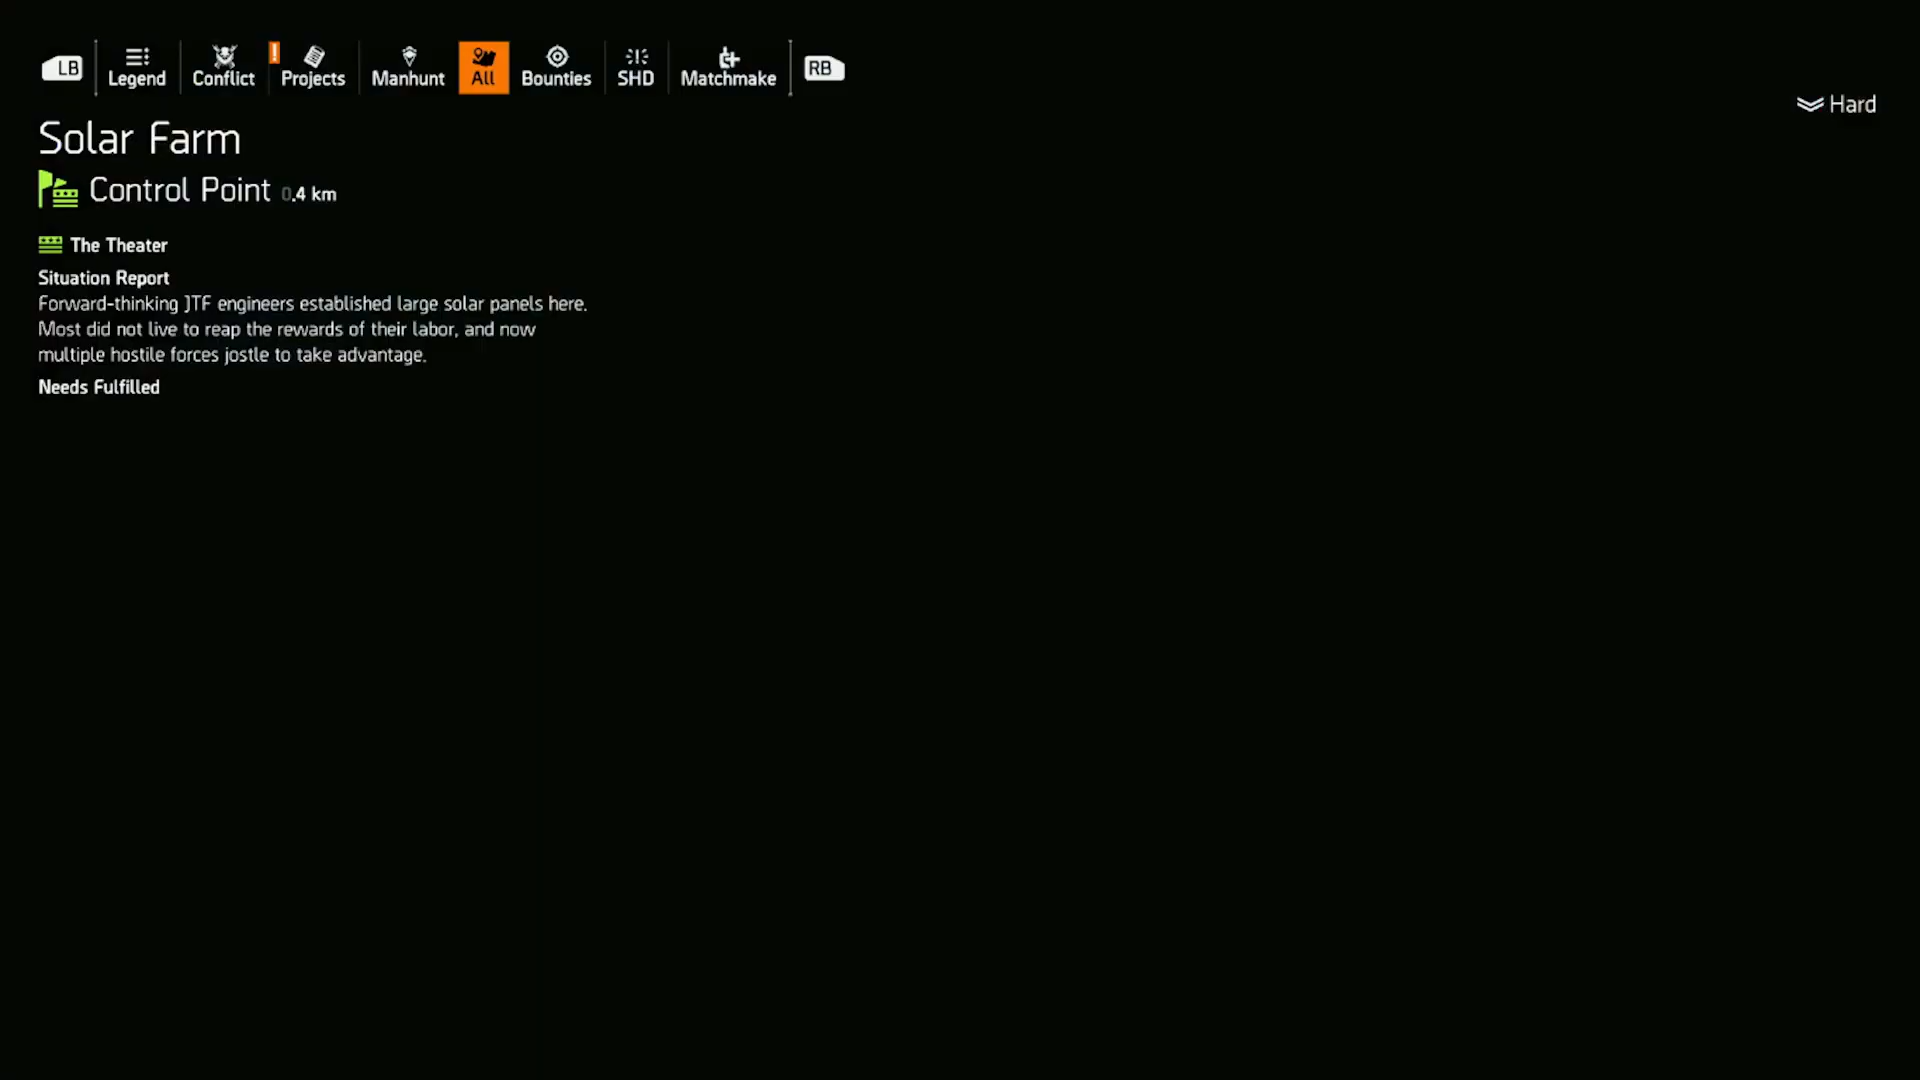 LB Legend Conflict ! Projects Manhunt All Bounties SHD Matchmake RB
Hard
Solar Farm
Control Point 0.4 km
The Theater
Situation Report
Forward-thinking JTF engineers established large solar panels here.
Most did not live to reap the rewards of their labor, and now
multiple hostile forces jostle to take advantage.
Needs Fulfilled